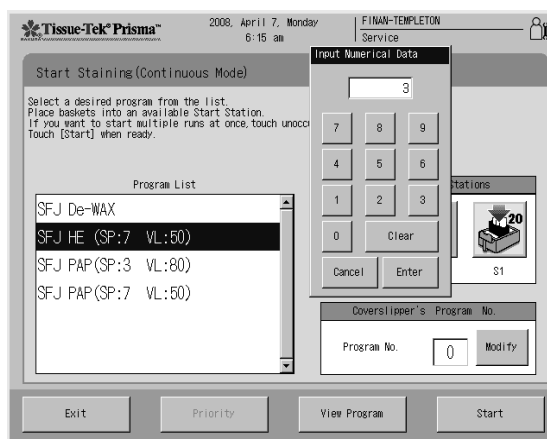 Tissue-Tek® Prisma™
2008, April 7, Monday
6:15 am
FINAN-TEMPLETON
Service
Input Numerical Data
3
7 8 9
4 5 6
1 2 3
0 Clear
Cancel Enter
Start Staining(Continuous Mode)
Select a desired program from the list.
Place baskets into an available Start Station.
If you want to start multiple runs at once, touch unoccu
Touch [Start] when ready.
Program List
SFJ De-WAX
SFJ HE (SP:7 VL:50)
SFJ PAP(SP:3 VL:80)
SFJ PAP(SP:7 VL:50)
Stations
20
S1
Coverslipper's Program No.
Program No. 0 Modify
Exit Priority View Program Start